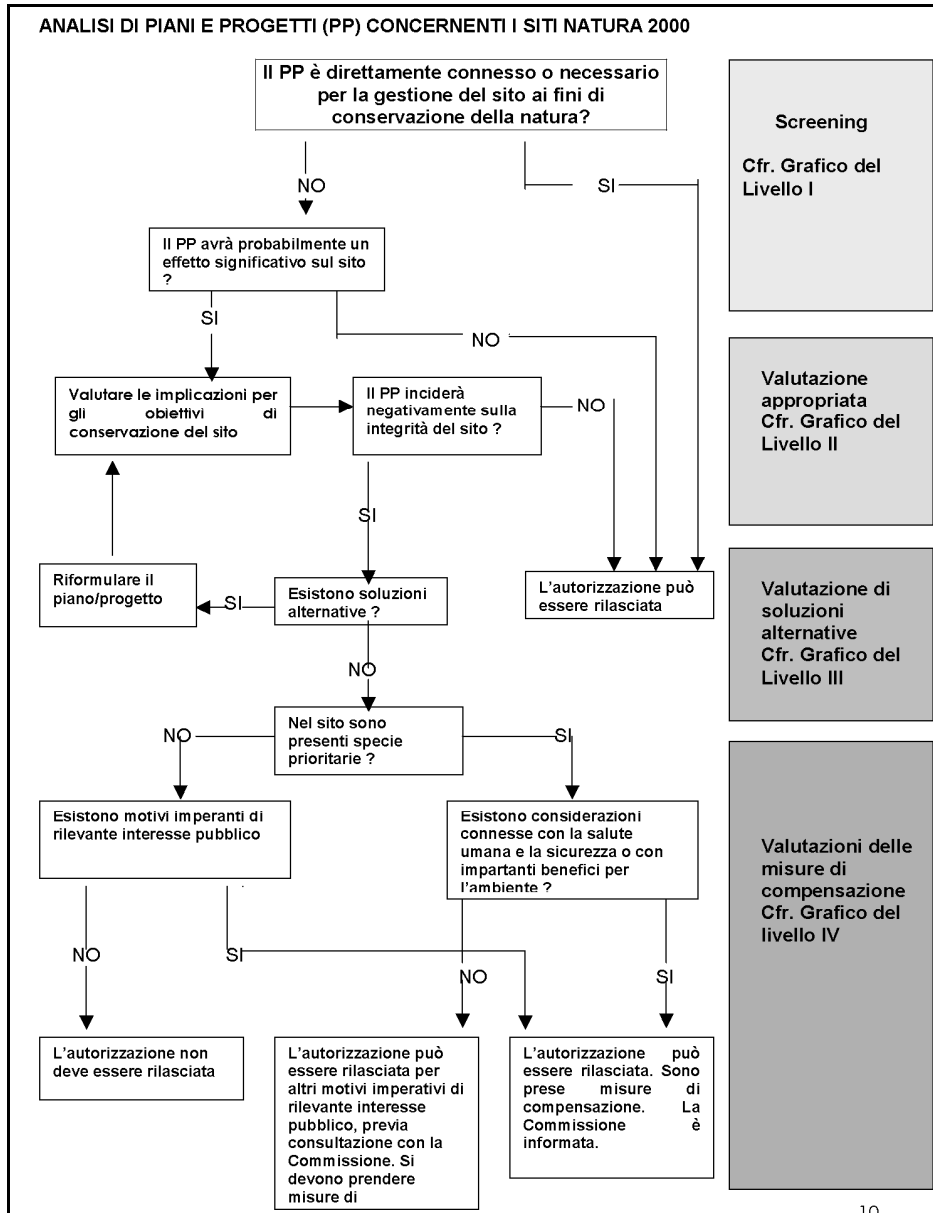 ANALISI DI PIANI E PROGETTI (PP) CONCERNENTI I SITI NATURA 2000
Il PP è direttamente connesso o necessario
per la gestione del sito ai fini di
conservazione della natura?
Screening
Cfr. Grafico del
Livello I
NO
SI
Il PP avrà probabilmente un
effetto significativo sul sito
?
SI
NO
Valutare le implicazioni per
gli obiettivi di
conservazione del sito
Il PP inciderà
negativamente sulla
integrità del sito ?
NO
Valutazione
appropriata
Cfr. Grafico del
Livello II
SI
Riformulare il
piano/progetto
SI
Esistono soluzioni
alternative ?
L'autorizzazione può
essere rilasciata
Valutazione di
soluzioni
alternative
Cfr. Grafico del
Livello III
NO
Nel sito sono
presenti specie
prioritarie ?
NO
SI
Esistono motivi imperanti di
rilevante interesse pubblico
Esistono considerazioni
connesse con la salute
umana e la sicurezza o con
impartanti benefici per
l'ambiente ?
Valutazioni delle
misure di
compensazione
Cfr. Grafico del
livello IV
NO
SI
NO
SI
L'autorizzazione non
deve essere rilasciata
L'autorizzazione può
essere rilasciata per
altri motivi imperativi di
rilevante interesse
pubblico, previa
consultazione con la
Commissione. Si
devono prendere
misure di
L'autorizzazione può
essere rilasciata. Sono
prese misure di
compensazione. La
Commissione è
informata.
10